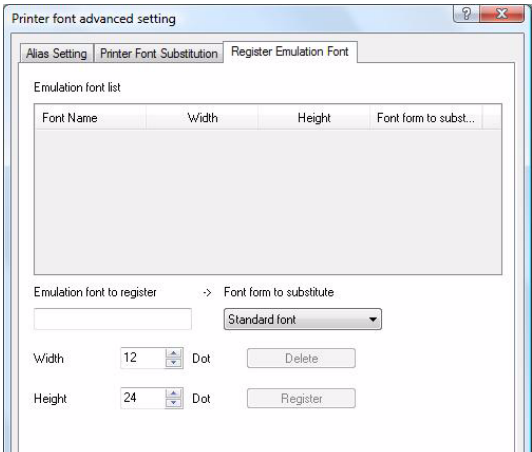 Printer font advanced setting
Alias Setting Printer Font Substitution Register Emulation Font
Emulation font list
Font Name Width Height Font form to subst...
Emulation font to register -> Font form to substitute
Standard font
Width 12 Dot Delete
Height 24 Dot Register